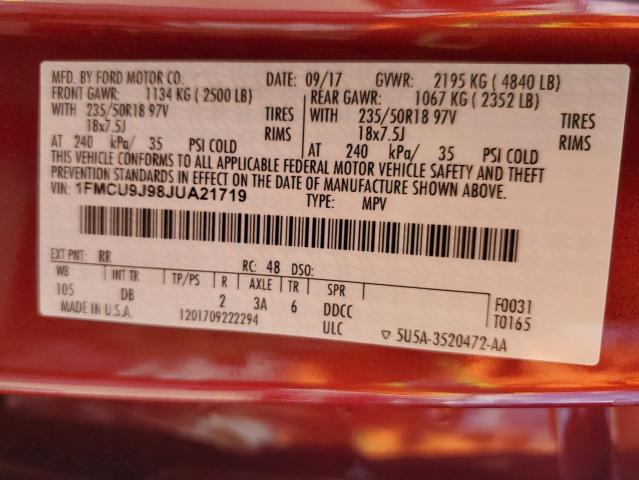 MFD. BY FORD MOTOR CO. DATE: 09/17 GVWR: 2195 KG ( 4840 LB)
FRONT GAWR: 1134 KG ( 2500 LB) REAR GAWR: 1067 KG ( 2352 LB)
WITH 235/50R18 97V TIRES WITH 235/50R18 97V TIRES
18x7.5J RIMS 18x7.5J RIMS
AT 240 kPa/ 35 PSI COLD AT 240 kPa/ 35 PSI COLD
THIS VEHICLE CONFORMS TO ALL APPLICABLE FEDERAL MOTOR VEHICLE SAFETY AND THEFT
PREVENTION STANDARDS IN EFFECT ON THE DATE OF MANUFACTURE SHOWN ABOVE.
VIN: 1FMCU9J98JUA21719 TYPE: MPV
EXT PNT: RR RC: 48 DSO:
WB INT TR TP/PS R AXLE TR SPR F0031
105 DB 2 3A 6 DDCC T0165
MADE IN U.S.A. 1201709222294 ULC ▽ 5U5A-3520472-AA